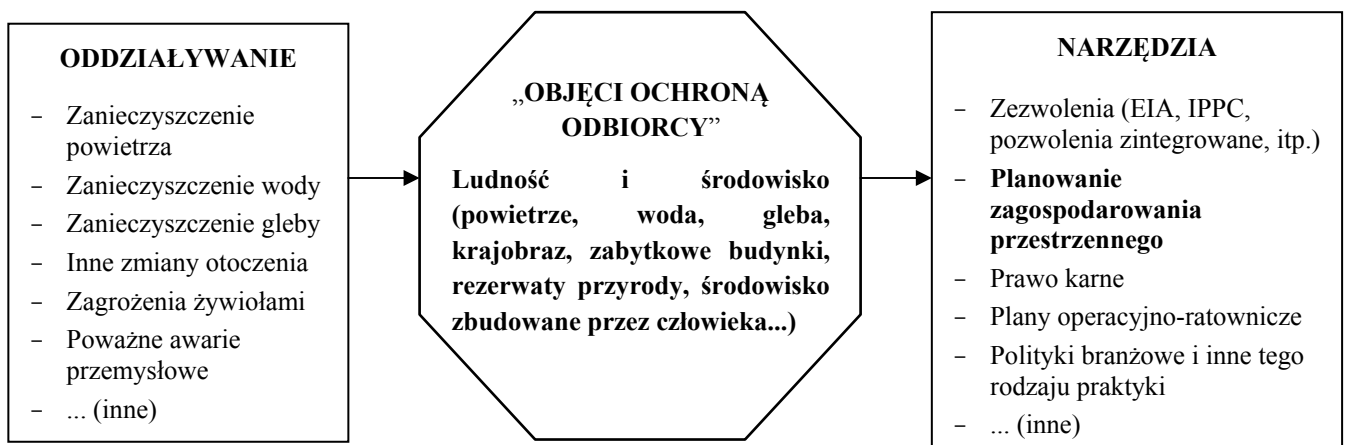 ODDZIAŁYWANIE
– Zanieczyszczenie
powietrza
– Zanieczyszczenie wody
– Zanieczyszczenie gleby
– Inne zmiany otoczenia
– Zagrożenia żywiołami
– Poważne awarie
przemysłowe
– ... (inne)
„OBJĘCI OCHRONĄ
ODBIORCY”
Ludność i środowisko
(powietrze, woda, gleba,
krajobraz, zabytkowe budynki,
rezerwaty przyrody, środowisko
zbudowane przez człowieka...)
NARZĘDZIA
– Zezwolenia (EIA, IPPC,
pozwolenia zintegrowane, itp.)
– Planowanie
zagospodarowania
przestrzennego
– Prawo karne
– Plany operacyjno-ratownicze
– Polityki branżowe i inne tego
rodzaju praktyki
– ... (inne)